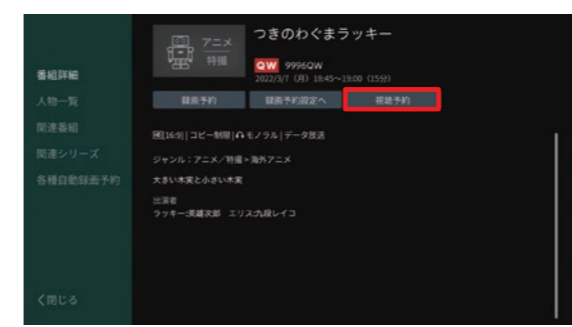 アニメ
特撮
つきのわぐまラッキー
QW 9996QW
2022/3/7 (月) 18:45～19:00 (15分)
番組詳細
人物一覧
関連番組
関連シリーズ
各種自動録画予約
録画予約
録画予約設定へ
視聴予約
[16:9] | コピー制限 | モノラル | データ放送
ジャンル：アニメ／特撮 > 海外アニメ
大きい木実と小さい木実
出演者
ラッキー:美雄次郎 エリス:九段レイコ
く閉じる